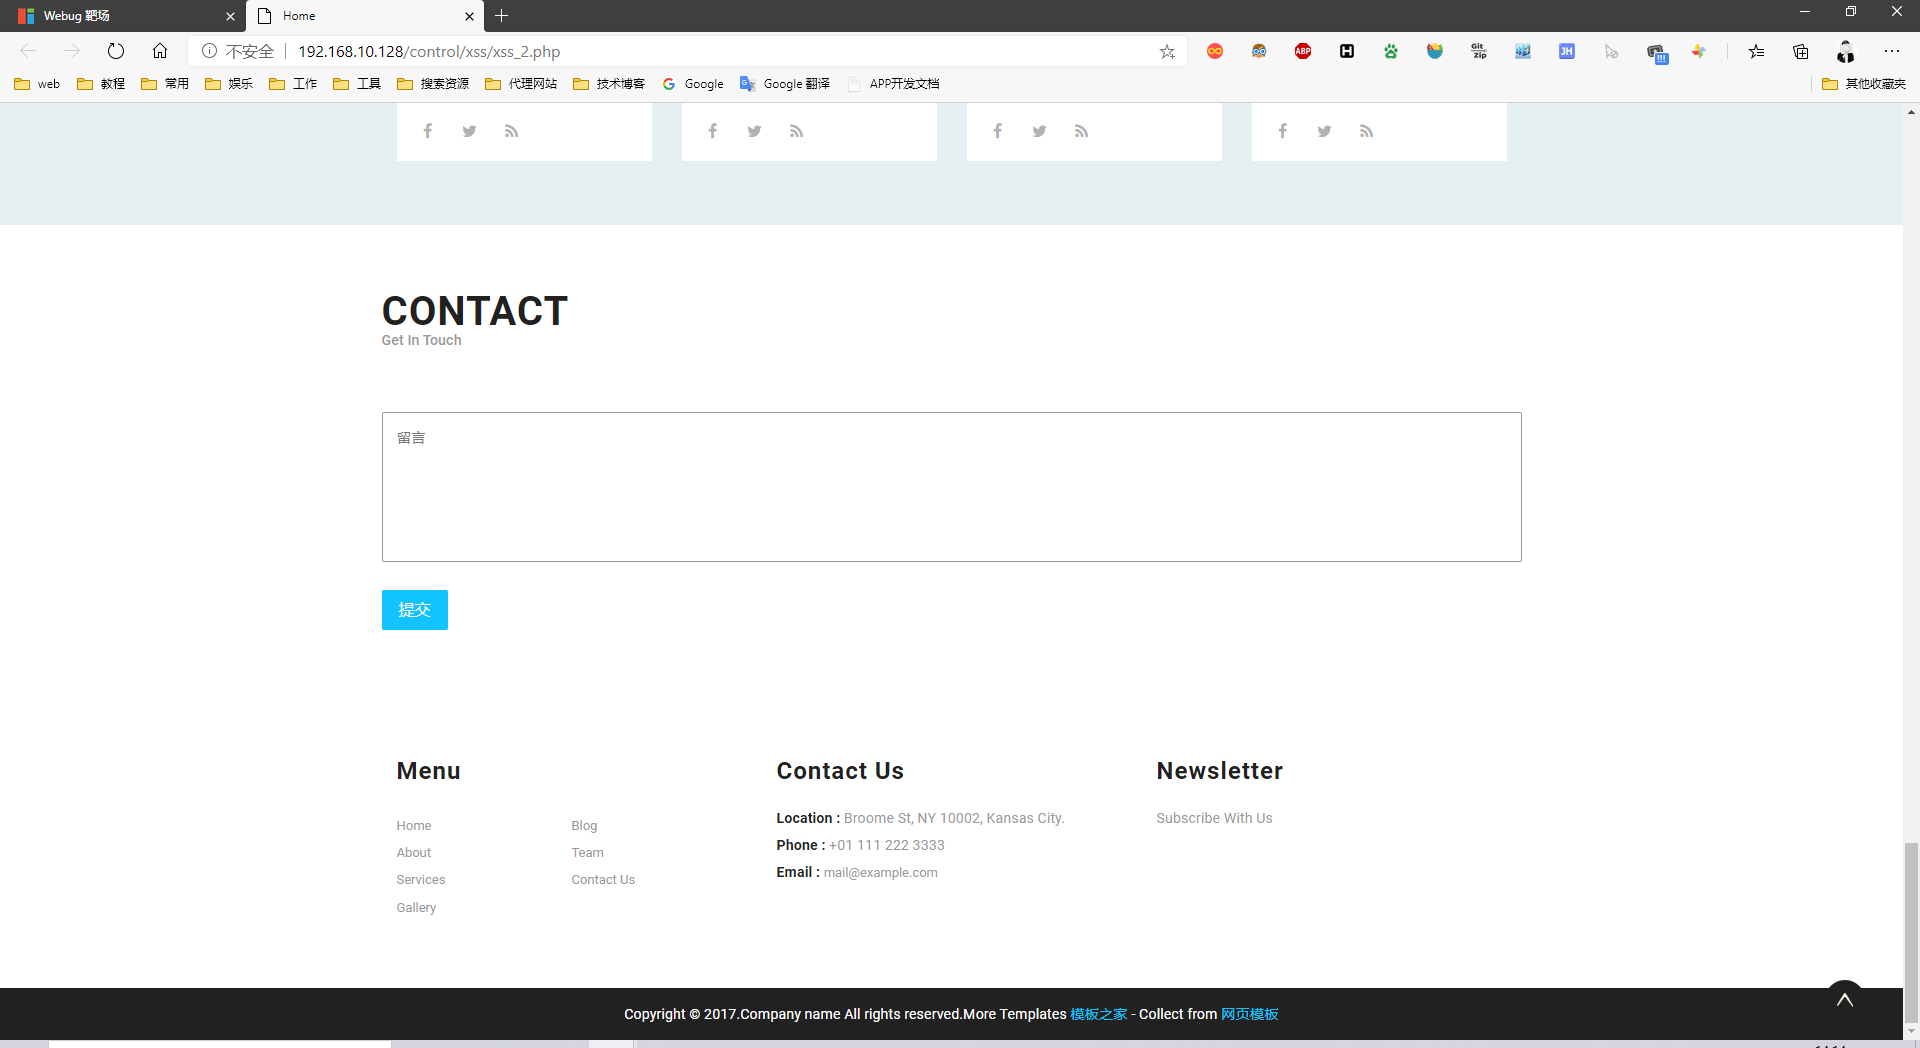 Webug 靶场
Home
不安全 192.168.10.128/control/xss/xss_2.php
ABP
H
Git Zip
JH
web 教程 常用 娱乐 工作 工具 搜索资源 代理网站 技术博客 Google Google 翻译 APP开发文档 其他收藏夹
CONTACT
Get In Touch
留言
提交
Menu
Home Blog
About Team
Services Contact Us
Gallery
Contact Us
Location : Broome St, NY 10002, Kansas City.
Phone : +01 111 222 3333
Email : mail@example.com
Newsletter
Subscribe With Us
Copyright © 2017.Company name All rights reserved.More Templates 模板之家 - Collect from 网页模板